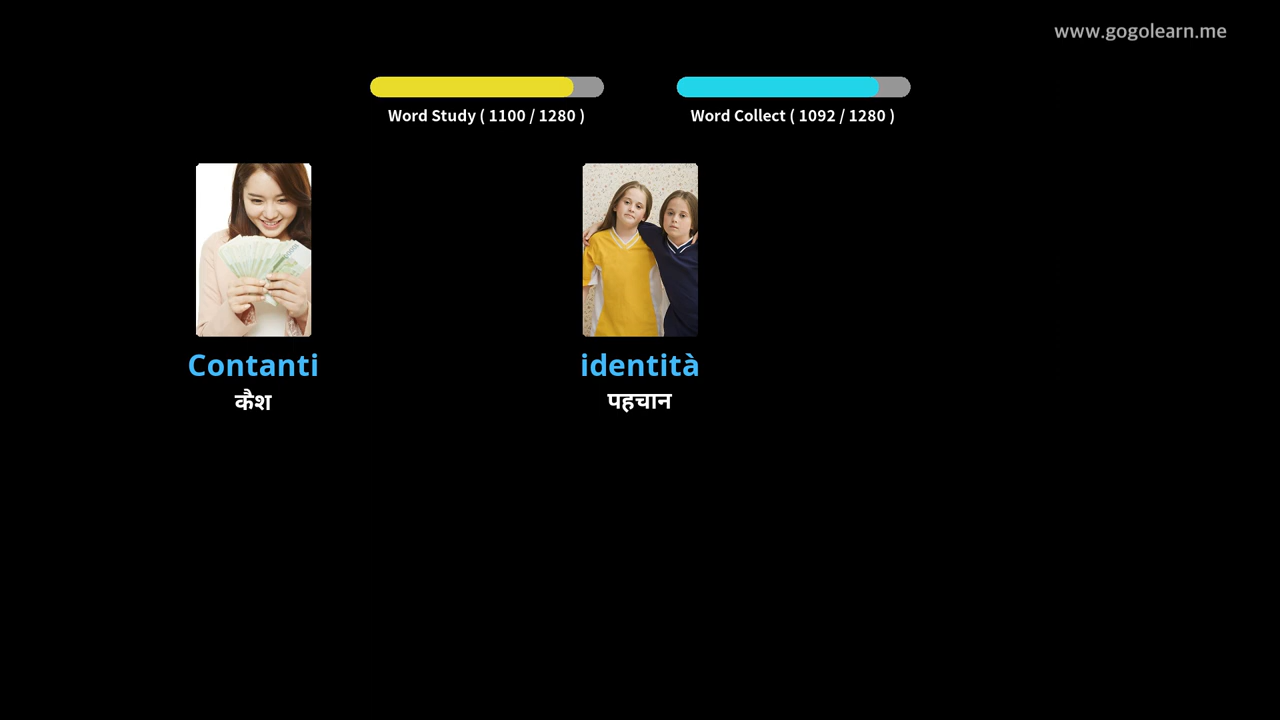 www.gogolearn.me
Word Study ( 1100 / 1280 )
Word Collect ( 1092 / 1280 )
Contanti
कैश
identità
पहचान